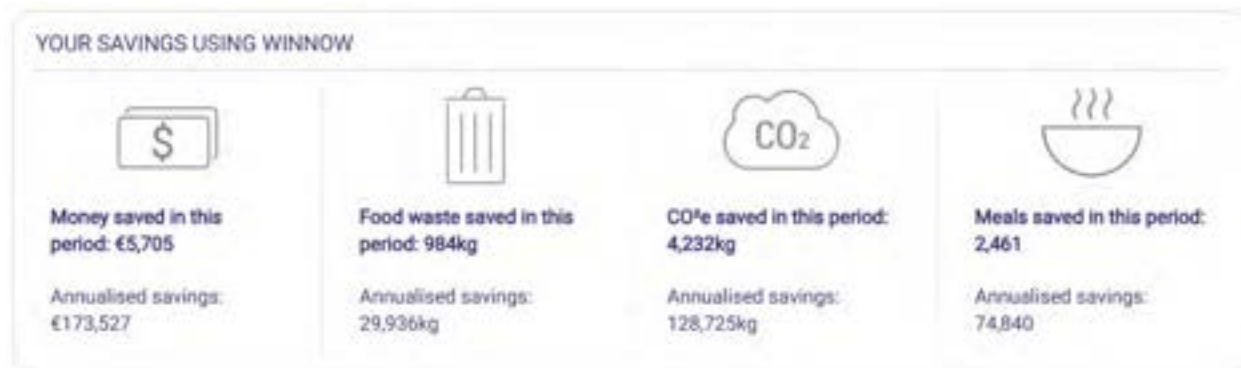 YOUR SAVINGS USING WINNOW
$
CO₂
Money saved in this
period: €5,705
Annualised savings:
€173,527
Food waste saved in this
period: 984kg
Annualised savings:
29,936kg
CO²e saved in this period:
4,232kg
Annualised savings:
128,725kg
Meals saved in this period:
2,461
Annualised savings:
74,840